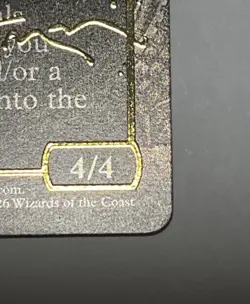 you
/or a
nto the
4/4
com.
26 Wizards of the Coast